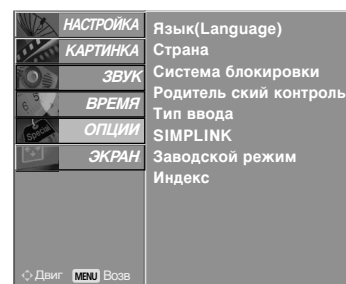 НАСТРОЙКА
КАРТИНКА
ЗВУК
ВРЕМЯ
ОПЦИИ
ЭКРАН
Язык(Language)
Страна
Система блокировки
Родитель ский контроль
Тип ввода
SIMPLINK
Заводской режим
Индекс
Двиг MENU Возв